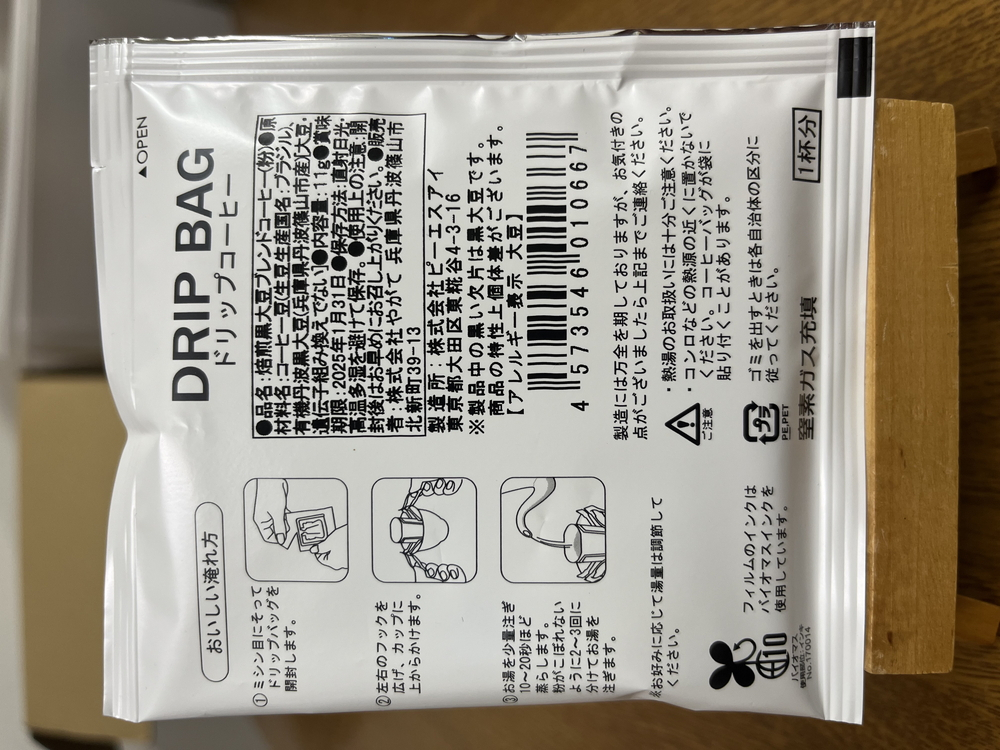 ▲OPEN
DRIP BAG
ドリップコーヒー
●品名:焙煎黒大豆ブレンドコーヒー(粉)●原
材料名:コーヒー豆(生豆生産国名:ブラジル)、
有機丹波黒大豆(兵庫県丹波篠山市産)(大豆:
遺伝子組み換えでない)●内容量:11g●賞味
期限:2025年1月31日●保存方法:直射日光、
高温多湿を避けて保存。●使用上の注意:開
封後はお早めにお召し上がりください。●販売
者:株式会社やがて 兵庫県丹波篠山市
北新町39-13
製造所:株式会社ピーエスアイ
東京都大田区東糀谷4-3-16
※製品中の黒い欠片は黒大豆です。
商品の特性上個体差がございます。
【アレルギー表示 大豆】
4 573546 010667
製造には万全を期しておりますが、お気付きの
点がございましたら上記までご連絡ください。
ご注意
・熱湯のお取扱いには十分ご注意ください。
・コンロなどの熱源の近くに置かないで
ください。コーヒーバッグが袋に
貼り付くことがあります。
プラ
PE,PET
ゴミを出すときは各自治体の区分に
従ってください。
窒素ガス充填
1杯分
おいしい淹れ方
①ミシン目にそって
ドリップバッグを
開封します。
②左右のフックを
広げ、カップに
上からかけます。
③お湯を少量注ぎ
10〜20秒ほど
蒸らします。
粉がこぼれない
ように2〜3回に
分けてお湯を
注ぎます。
※お好みに応じて湯量は調節して
ください。
10
バイオマス
No.170014
フィルムのインクは
バイオマスインクを
使用しています。